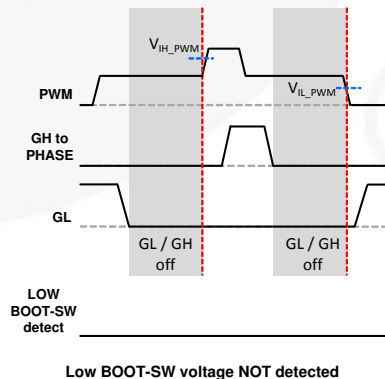 VIH_PWM
VIL_PWM
PWM
GH to
PHASE
GL
GL / GH
off
GL / GH
off
LOW
BOOT-SW
detect
Low BOOT-SW voltage NOT detected